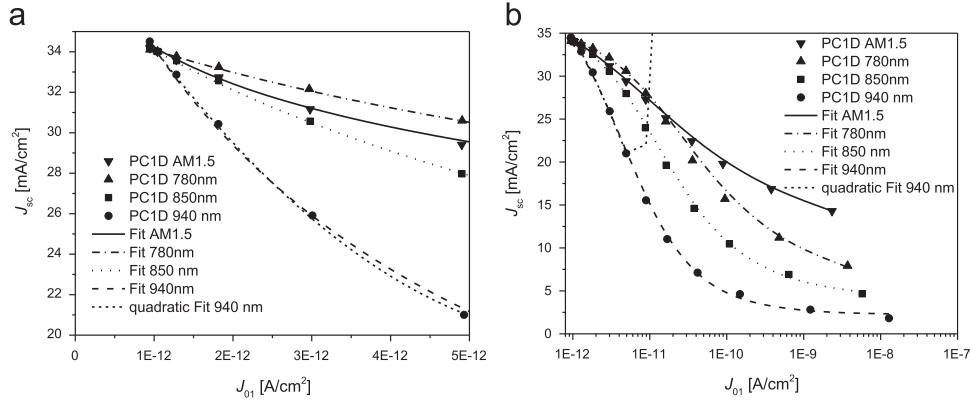 a
34
32
30
28
26
24
22
20
J_sc [mA/cm²]
PC1D AM1.5
PC1D 780nm
PC1D 850nm
PC1D 940 nm
Fit AM1.5
Fit 780nm
Fit 850 nm
Fit 940nm
quadratic Fit 940 nm
0 1E-12 2E-12 3E-12 4E-12 5E-12
J_01 [A/cm²]
b
35
30
25
20
15
10
5
0
J_sc [mA/cm²]
PC1D AM1.5
PC1D 780nm
PC1D 850nm
PC1D 940 nm
Fit AM1.5
Fit 780nm
Fit 850 nm
Fit 940nm
quadratic Fit 940 nm
1E-12 1E-11 1E-10 1E-9 1E-8 1E-7
J_01 [A/cm²]